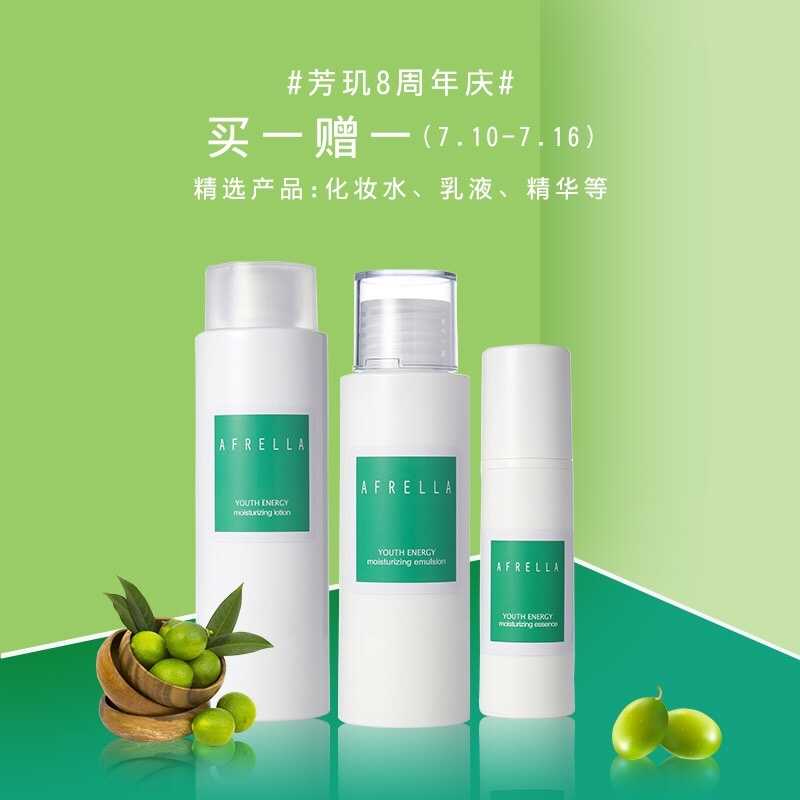 #芳玑8周年庆#
买一赠一(7.10-7.16)
精选产品:化妆水、乳液、精华等
AFRELLA
YOUTH ENERGY
moisturizing lotion
AFRELLA
YOUTH ENERGY
moisturizing emulsion
AFRELLA
YOUTH ENERGY
moisturizing essence